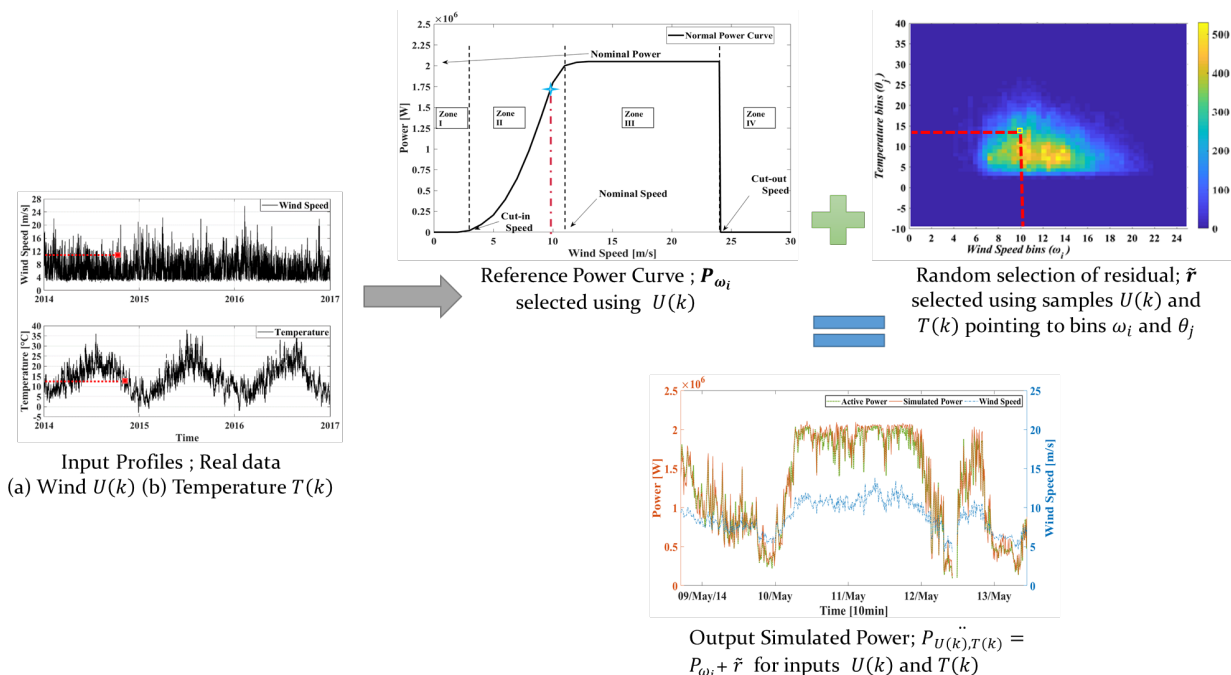 Wind Speed
28
24
20
16
12
8
4
0
Wind Speed [m/s]
2014
2015
2016
2017
Temperature
40
35
30
25
20
15
10
5
0
-5
Temperature [°C]
2014
2015
2016
2017
Time
Input Profiles ; Real data
(a) Wind U(k) (b) Temperature T(k)
×10⁶
2.5
2.25
2
1.75
1.5
1.25
1
0.75
0.5
0.25
0
Power [W]
Normal Power Curve
Nominal Power
Zone
I
Zone
II
Zone
III
Zone
IV
Cut-in
Speed
Nominal Speed
Cut-out
Speed
0
5
10
15
20
25
30
Wind Speed [m/s]
Reference Power Curve ; P_{ω_i}
selected using U(k)
40
35
30
25
20
15
10
5
0
-5
-10
Temperature bins (θ_j)
0 2 4 6 8 10 12 14 16 18 20 22 24
Wind Speed bins (ω_i)
500
400
300
200
100
0
Random selection of residual; r̃
selected using samples U(k) and
T(k) pointing to bins ω_i and θ_j
×10⁶
2.5
2
1.5
1
0.5
0
Power [W]
Active Power
Simulated Power
Wind Speed
25
20
15
10
5
0
Wind Speed [m/s]
09/May/14
10/May
11/May
12/May
13/May
Time [10min]
Output Simulated Power; P̈_{U(k),T(k)} =
P_{ω_i} + r̃ for inputs U(k) and T(k)